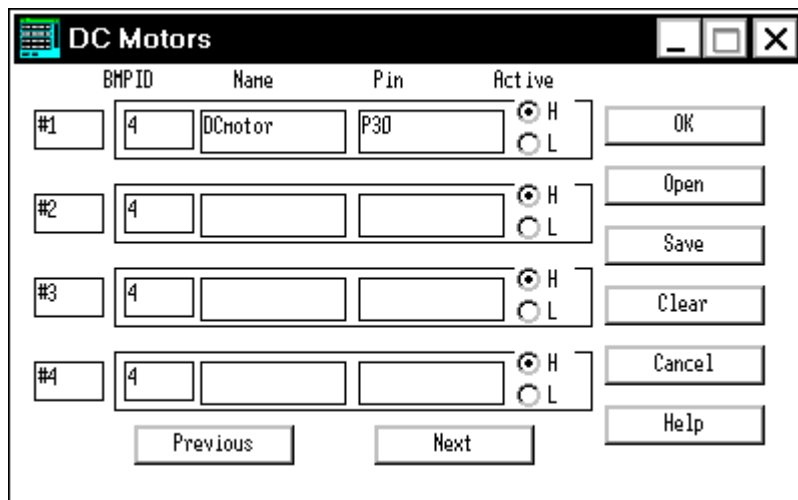 DC Motors
BMPID Name Pin Active
#1 4 DCmotor P30 H
L
OK
#2 4 H
L
Open
Save
#3 4 H
L
Clear
#4 4 H
L
Cancel
Help
Previous Next